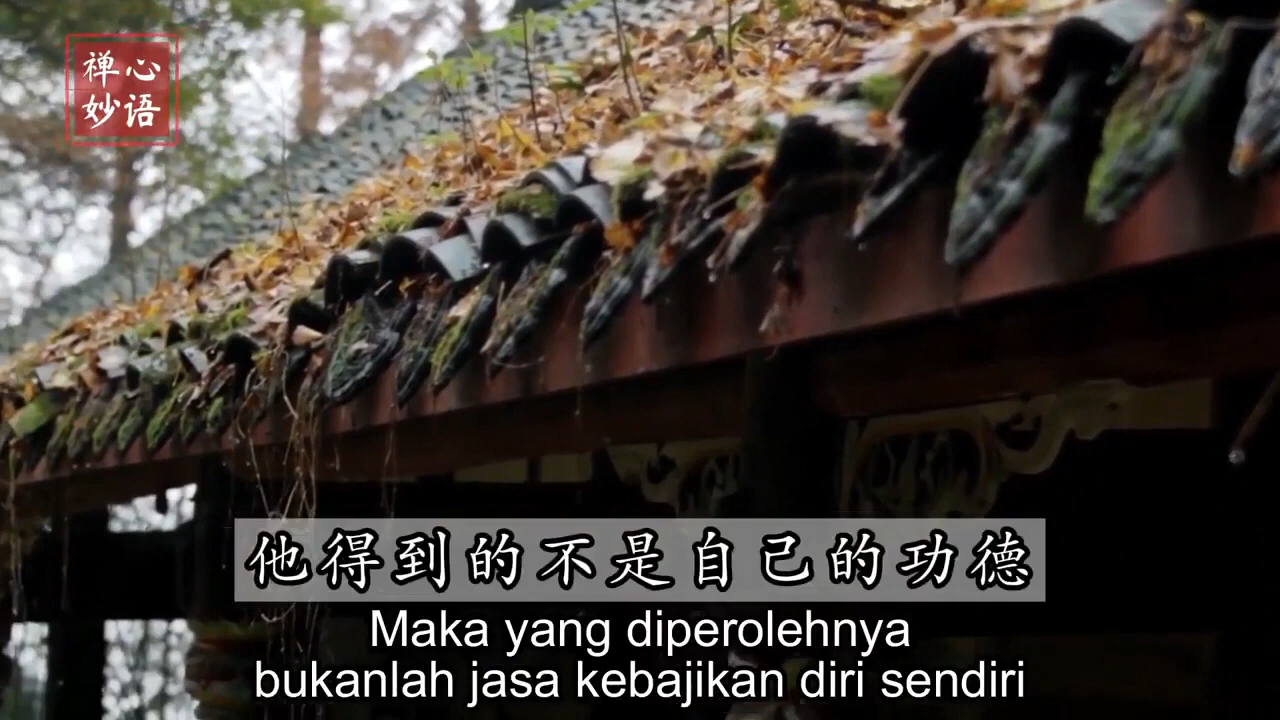 禅心
妙语
他得到的不是自己的功德
Maka yang diperolehnya
bukanlah jasa kebajikan diri sendiri